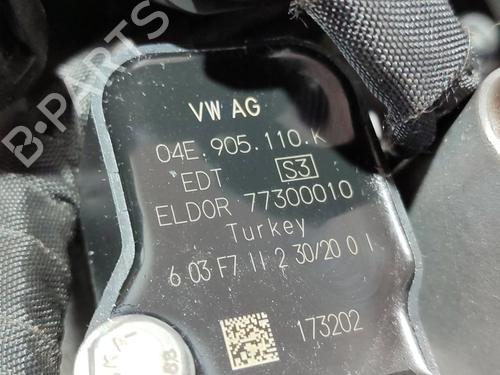 B-PARTS
VW AG
04E.905.110.K
EDT S3
ELDOR 77300010
Turkey
6 03 F7 11 2 30/20 0 1
173202